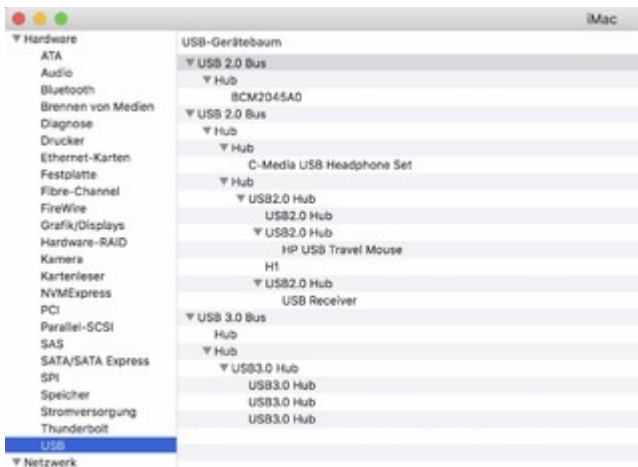 iMac
▼ Hardware
ATA
Audio
Bluetooth
Brennen von Medien
Diagnose
Drucker
Ethernet-Karten
Festplatte
Fibre-Channel
FireWire
Grafik/Displays
Hardware-RAID
Kamera
Kartenleser
NVMExpress
PCI
Parallel-SCSI
SAS
SATA/SATA Express
SPI
Speicher
Stromversorgung
Thunderbolt
USB
▼ Netzwerk
USB-Gerätebaum
▼ USB 2.0 Bus
▼ Hub
BCM2045A0
▼ USB 2.0 Bus
▼ Hub
▼ Hub
C-Media USB Headphone Set
▼ Hub
▼ USB2.0 Hub
USB2.0 Hub
▼ USB2.0 Hub
HP USB Travel Mouse
H1
▼ USB2.0 Hub
USB Receiver
▼ USB 3.0 Bus
Hub
▼ Hub
▼ USB3.0 Hub
USB3.0 Hub
USB3.0 Hub
USB3.0 Hub